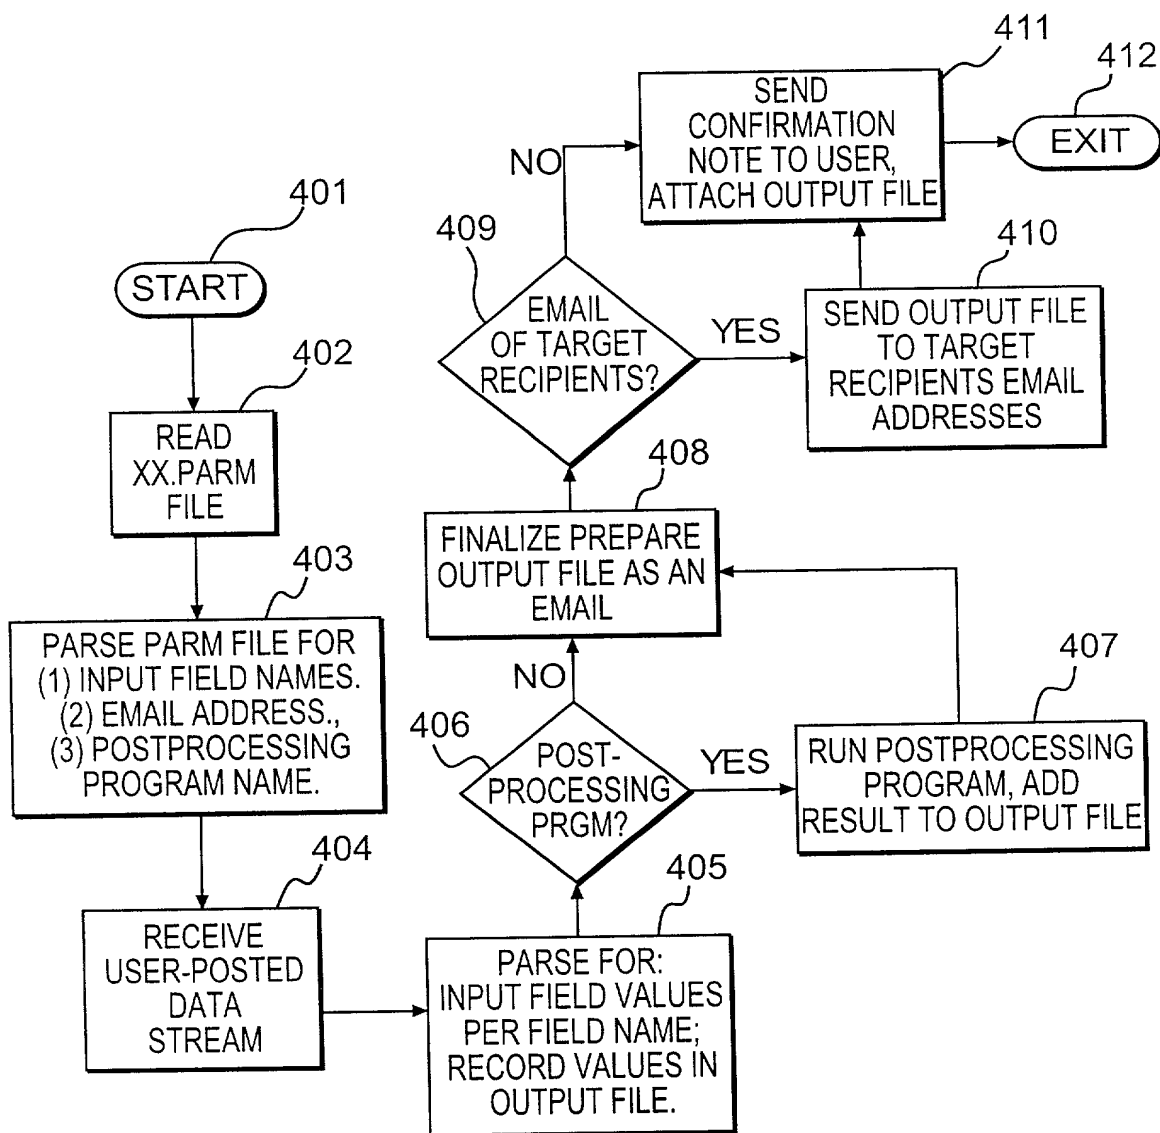 401
START
402
READ
XX.PARM
FILE
403
PARSE PARM FILE FOR
(1) INPUT FIELD NAMES.
(2) EMAIL ADDRESS.,
(3) POSTPROCESSING
PROGRAM NAME.
404
RECEIVE
USER-POSTED
DATA
STREAM
405
PARSE FOR:
INPUT FIELD VALUES
PER FIELD NAME;
RECORD VALUES IN
OUTPUT FILE.
406
POST-
PROCESSING
PRGM?
YES
NO
407
RUN POSTPROCESSING
PROGRAM, ADD
RESULT TO OUTPUT FILE
408
FINALIZE PREPARE
OUTPUT FILE AS AN
EMAIL
409
EMAIL
OF TARGET
RECIPIENTS?
YES
NO
410
SEND OUTPUT FILE
TO TARGET
RECIPIENTS EMAIL
ADDRESSES
411
SEND
CONFIRMATION
NOTE TO USER,
ATTACH OUTPUT FILE
412
EXIT